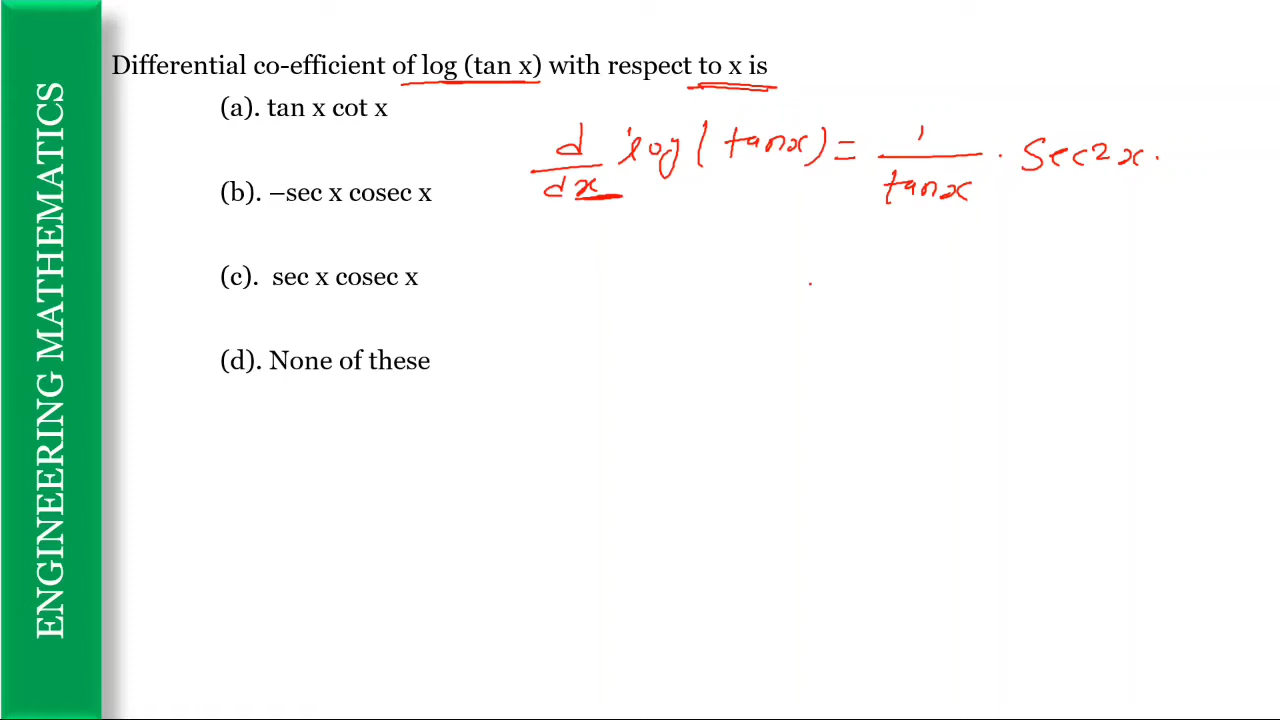 ENGINEERING MATHEMATICS
Differential co-efficient of log (tan x) with respect to x is
(a). tan x cot x
d/dx log(tanx) = 1/tanx . Sec2x.
(b). –sec x cosec x
(c). sec x cosec x
(d). None of these